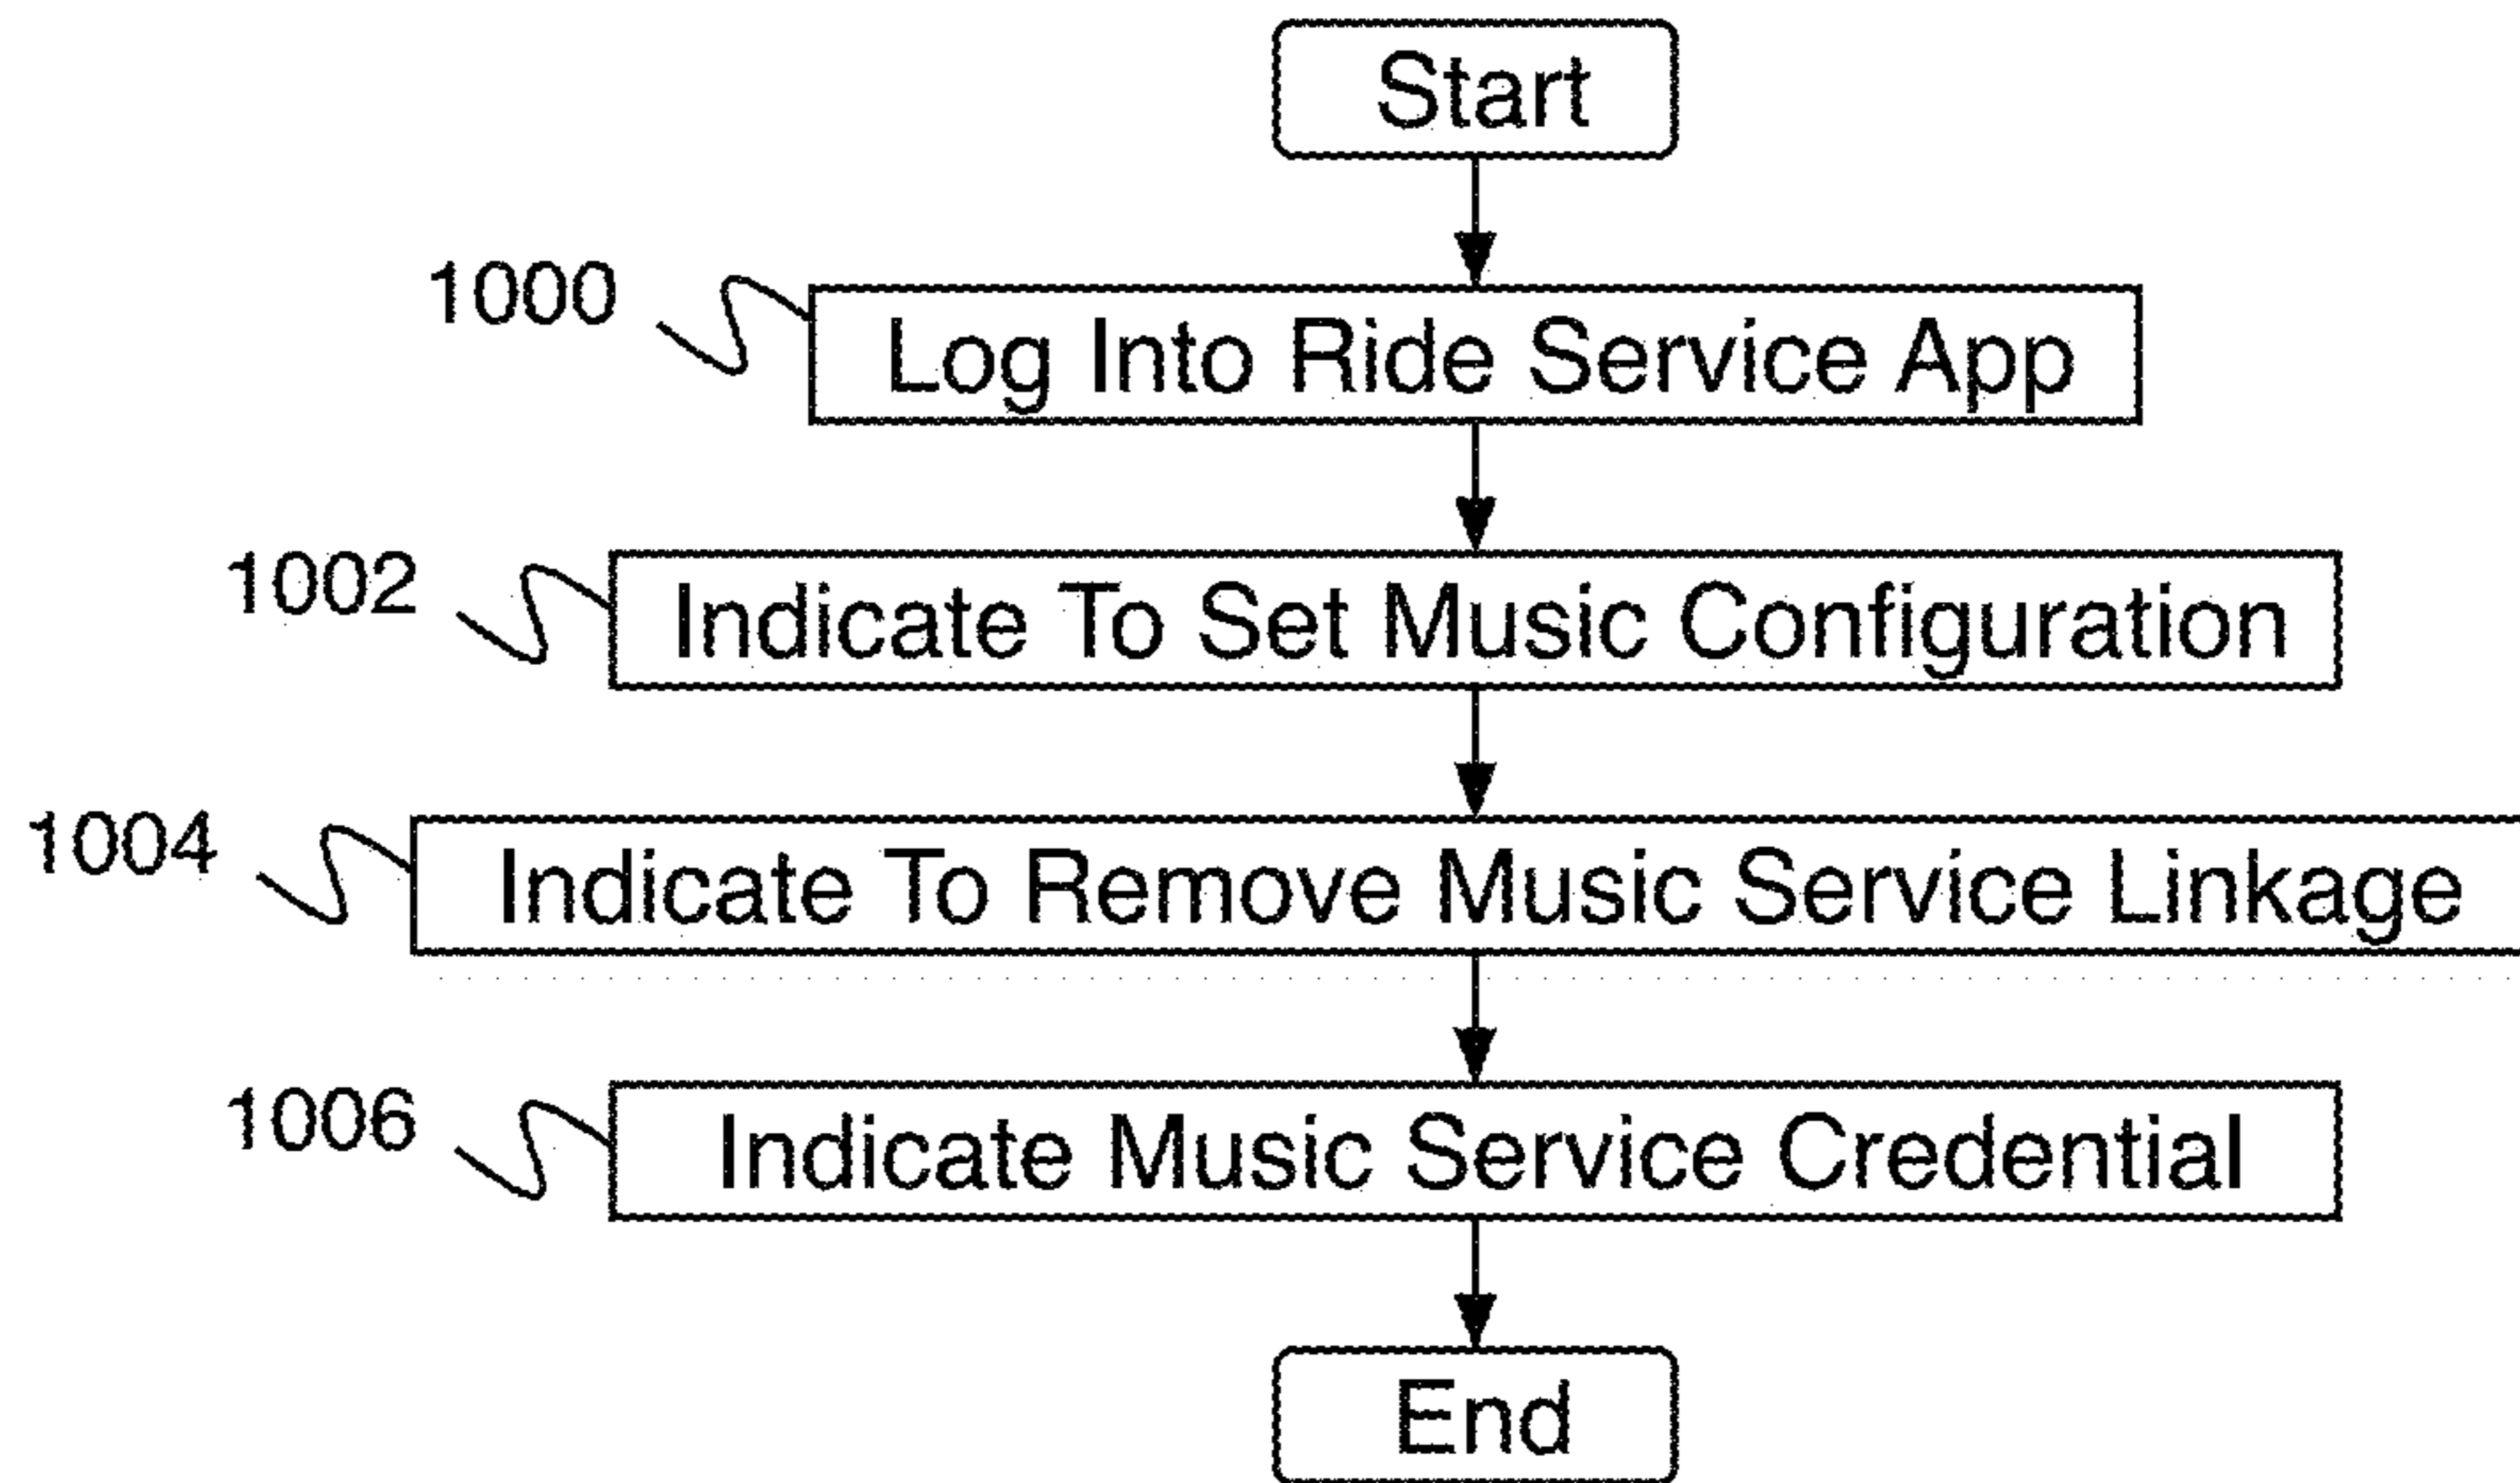 Start
1000
Log Into Ride Service App
1002
Indicate To Set Music Configuration
1004
Indicate To Remove Music Service Linkage
1006
Indicate Music Service Credential
End